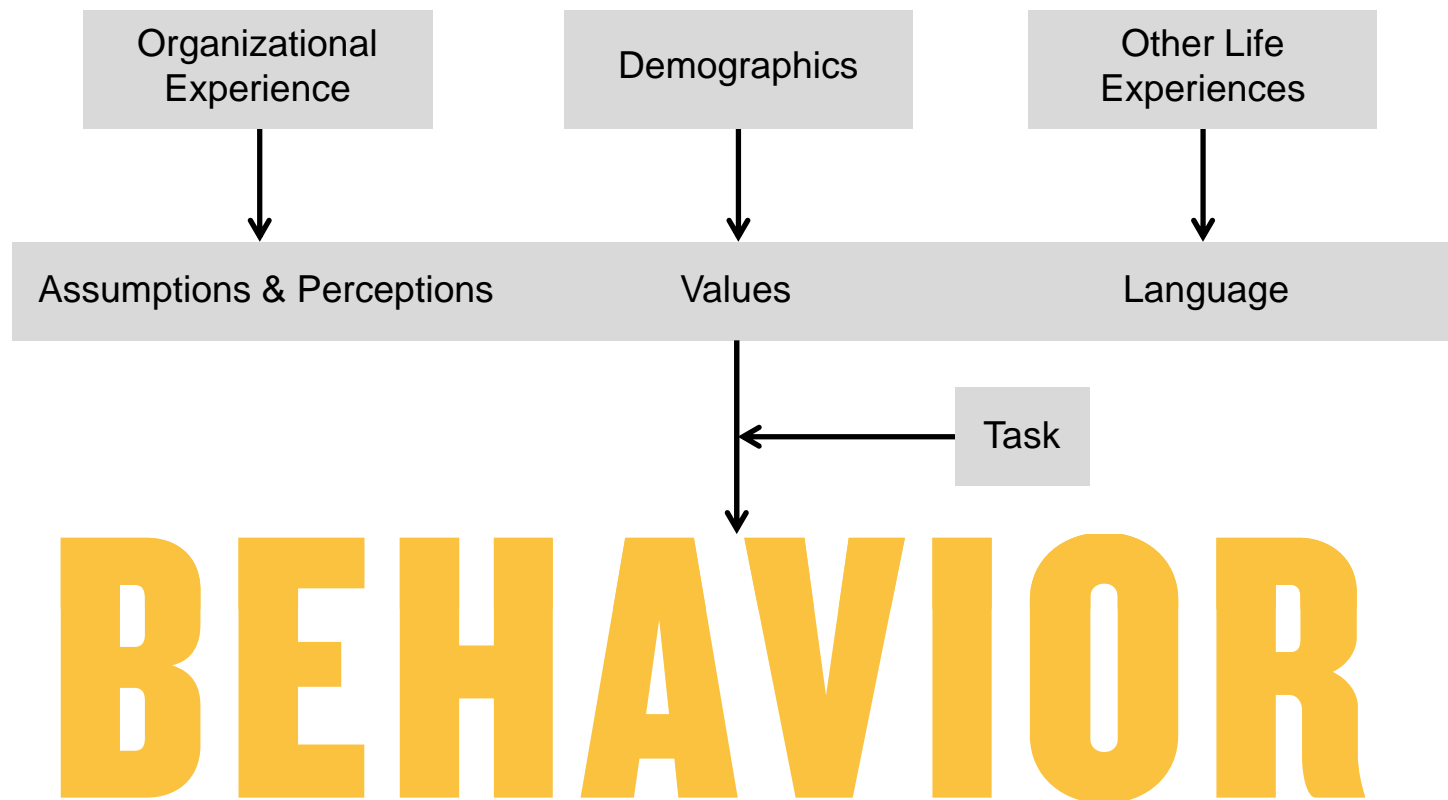 Organizational
Experience
Demographics
Other Life
Experiences
Assumptions & Perceptions
Values
Language
Task
BEHAVIOR